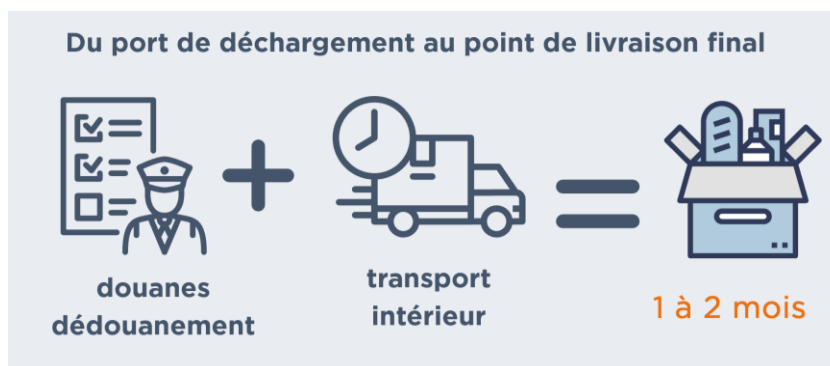 Du port de déchargement au point de livraison final
douanes
dédouanement
transport
intérieur
1 à 2 mois